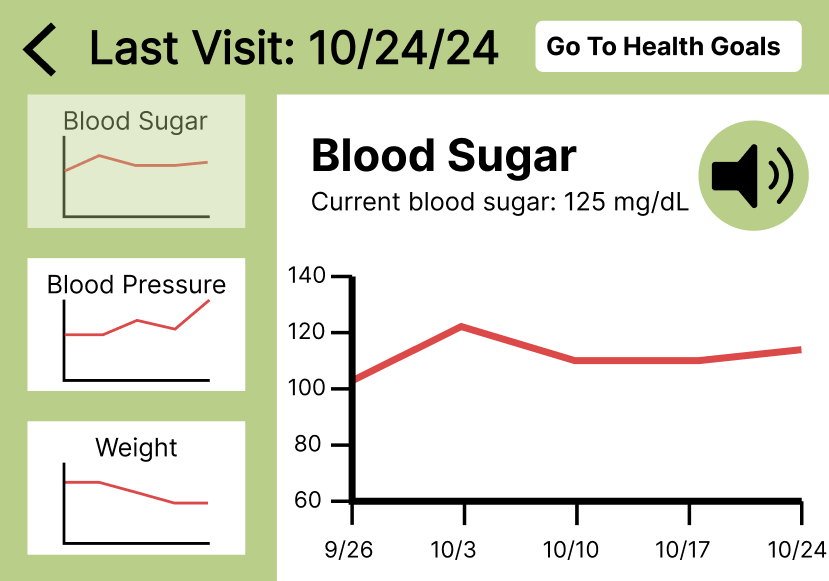 Last Visit: 10/24/24
Go To Health Goals
Blood Sugar
Blood Pressure
Weight
Blood Sugar
Current blood sugar: 125 mg/dL
140
120
100
80
60
9/26 10/3 10/10 10/17 10/24